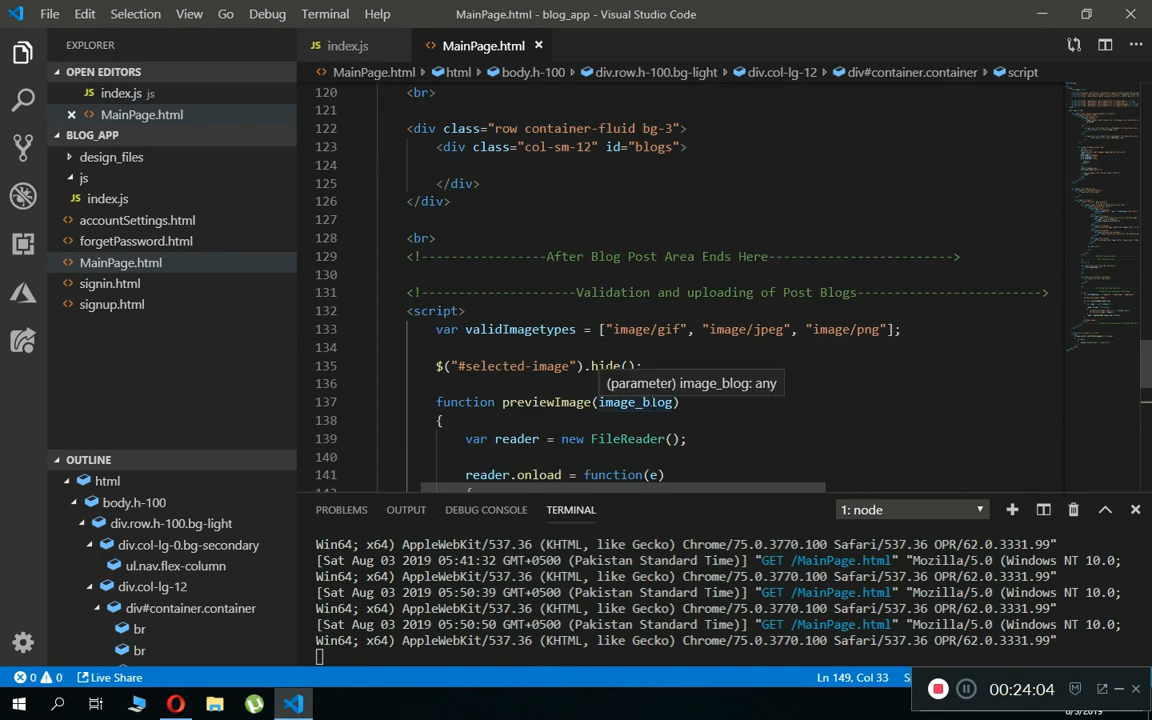 File Edit Selection View Go Debug Terminal Help MainPage.html - blog_app - Visual Studio Code
EXPLORER
OPEN EDITORS
JS index.js js
MainPage.html
BLOG_APP
design_files
js
JS index.js
accountSettings.html
forgetPassword.html
MainPage.html
signin.html
signup.html
OUTLINE
html
body.h-100
div.row.h-100.bg-light
div.col-lg-0.bg-secondary
ul.nav.flex-column
div.col-lg-12
div#container.container
br
br
JS index.js <> MainPage.html
<> MainPage.html html body.h-100 div.row.h-100.bg-light div.col-lg-12 div#container.container script
120 <br>
121
122 <div class="row container-fluid bg-3">
123 <div class="col-sm-12" id="blogs">
124
125 </div>
126 </div>
127
128 <br>
129 <!-----------------After Blog Post Area Ends Here----------------------->
130
131 <!---------------------Validation and uploading of Post Blogs------------------------->
132 <script>
133 var validImagetypes = ["image/gif", "image/jpeg", "image/png"];
134
135 $("#selected-image").hide();
136 (parameter) image_blog: any
137 function previewImage(image_blog)
138 {
139 var reader = new FileReader();
140
141 reader.onload = function(e)
PROBLEMS OUTPUT DEBUG CONSOLE TERMINAL 1: node
Win64; x64) AppleWebKit/537.36 (KHTML, like Gecko) Chrome/75.0.3770.100 Safari/537.36 OPR/62.0.3331.99"
[Sat Aug 03 2019 05:41:32 GMT+0500 (Pakistan Standard Time)] "GET /MainPage.html" "Mozilla/5.0 (Windows NT 10.0;
Win64; x64) AppleWebKit/537.36 (KHTML, like Gecko) Chrome/75.0.3770.100 Safari/537.36 OPR/62.0.3331.99"
[Sat Aug 03 2019 05:50:39 GMT+0500 (Pakistan Standard Time)] "GET /MainPage.html" "Mozilla/5.0 (Windows NT 10.0;
Win64; x64) AppleWebKit/537.36 (KHTML, like Gecko) Chrome/75.0.3770.100 Safari/537.36 OPR/62.0.3331.99"
[Sat Aug 03 2019 05:50:50 GMT+0500 (Pakistan Standard Time)] "GET /MainPage.html" "Mozilla/5.0 (Windows NT 10.0;
Win64; x64) AppleWebKit/537.36 (KHTML, like Gecko) Chrome/75.0.3770.100 Safari/537.36 OPR/62.0.3331.99"
0 0 Live Share Ln 149, Col 33
00:24:04